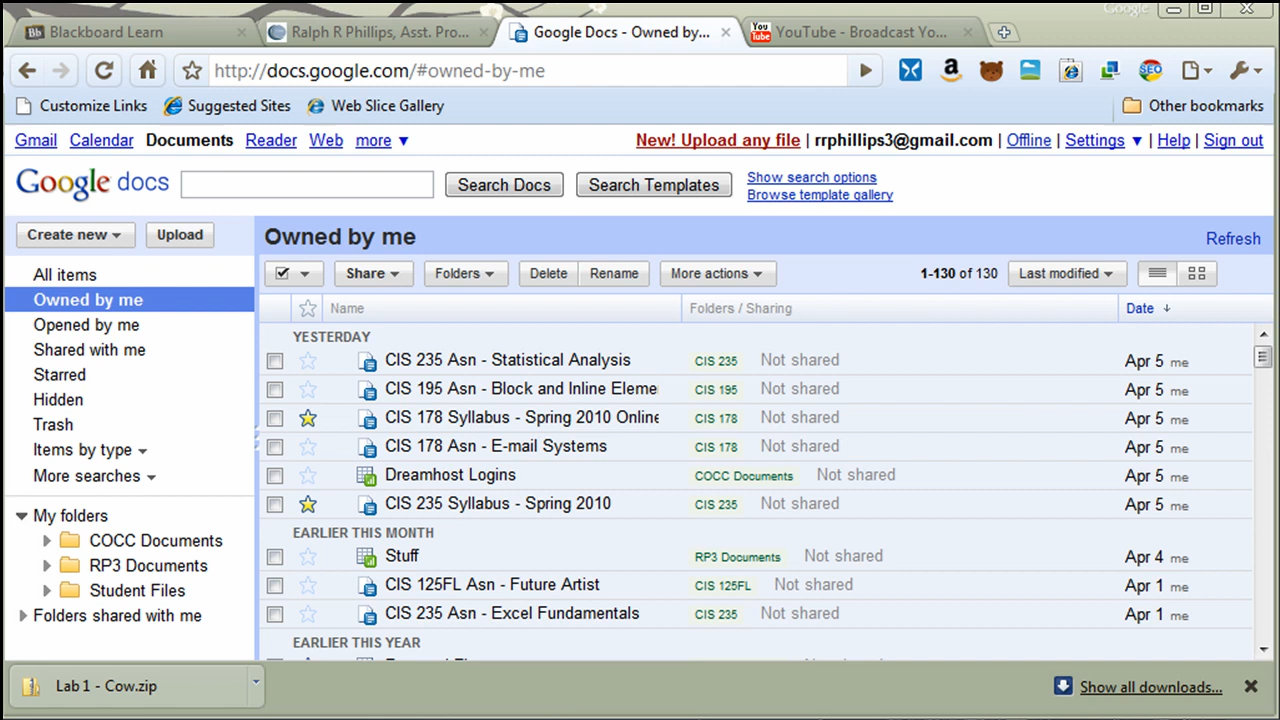 Google
Blackboard Learn
Ralph R Phillips, Asst. Pro...
Google Docs - Owned by...
You Tube
YouTube - Broadcast Yo...
http://docs.google.com/#owned-by-me
SEO
Customize Links
Suggested Sites
Web Slice Gallery
Other bookmarks
Gmail Calendar Documents Reader Web more ▼
New! Upload any file | rrphillips3@gmail.com | Offline | Settings ▼ | Help | Sign out
Google docs
Search Docs
Search Templates
Show search options
Browse template gallery
Create new
Upload
All items
Owned by me
Opened by me
Shared with me
Starred
Hidden
Trash
Items by type
More searches
My folders
COCC Documents
RP3 Documents
Student Files
Folders shared with me
Owned by me
Refresh
Share Folders Delete Rename More actions
1-130 of 130 Last modified
Name Folders / Sharing Date
YESTERDAY
CIS 235 Asn - Statistical Analysis CIS 235 Not shared Apr 5 me
CIS 195 Asn - Block and Inline Eleme CIS 195 Not shared Apr 5 me
CIS 178 Syllabus - Spring 2010 Online CIS 178 Not shared Apr 5 me
CIS 178 Asn - E-mail Systems CIS 178 Not shared Apr 5 me
Dreamhost Logins COCC Documents Not shared Apr 5 me
CIS 235 Syllabus - Spring 2010 CIS 235 Not shared Apr 5 me
EARLIER THIS MONTH
Stuff RP3 Documents Not shared Apr 4 me
CIS 125FL Asn - Future Artist CIS 125FL Not shared Apr 1 me
CIS 235 Asn - Excel Fundamentals CIS 235 Not shared Apr 1 me
EARLIER THIS YEAR
Lab 1 - Cow.zip
Show all downloads...